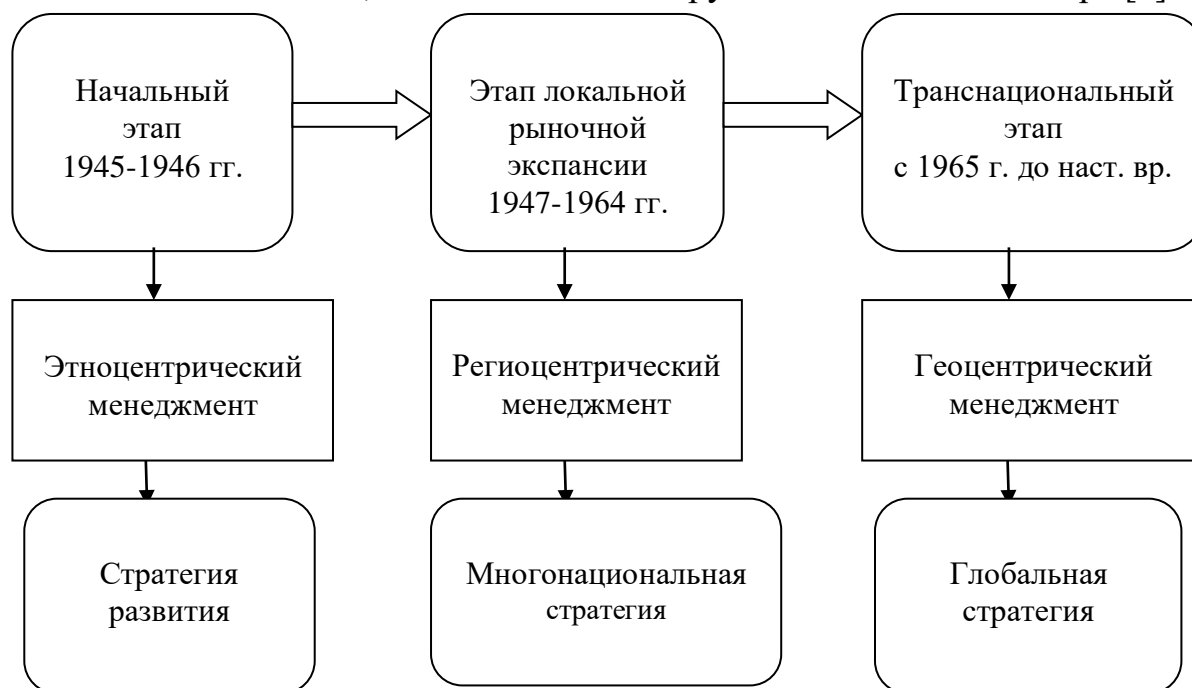 Начальный
этап
1945-1946 гг.
Этап локальной
рыночной
экспансии
1947-1964 гг.
Транснациональный
этап
с 1965 г. до наст. вр.
Этноцентрический
менеджмент
Региоцентрический
менеджмент
Геоцентрический
менеджмент
Стратегия
развития
Многонациональная
стратегия
Глобальная
стратегия